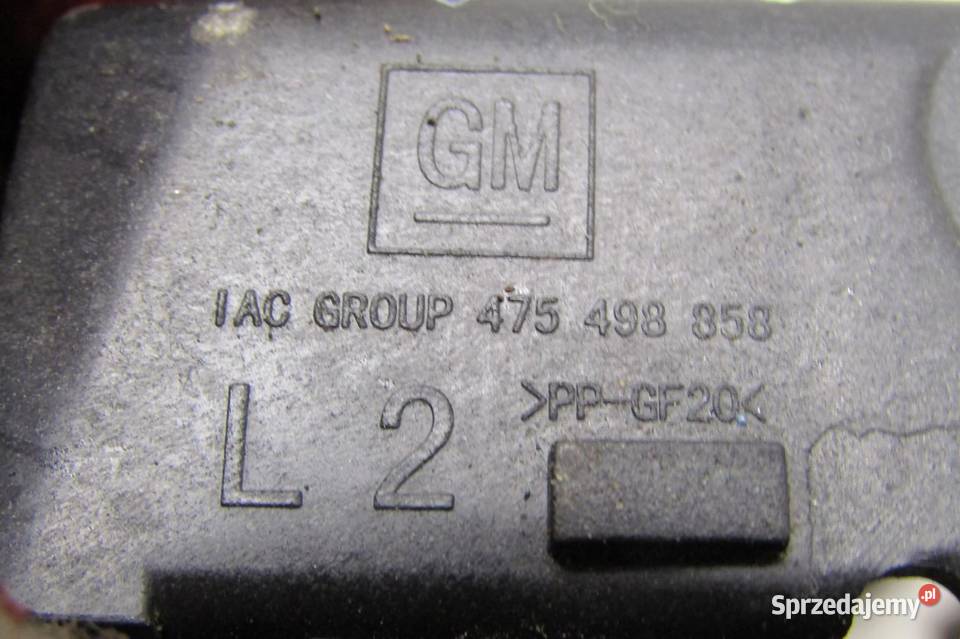 GM
IAC GROUP 475 498 858
L 2 >PP-GF20<
Sprzedajemy.pl